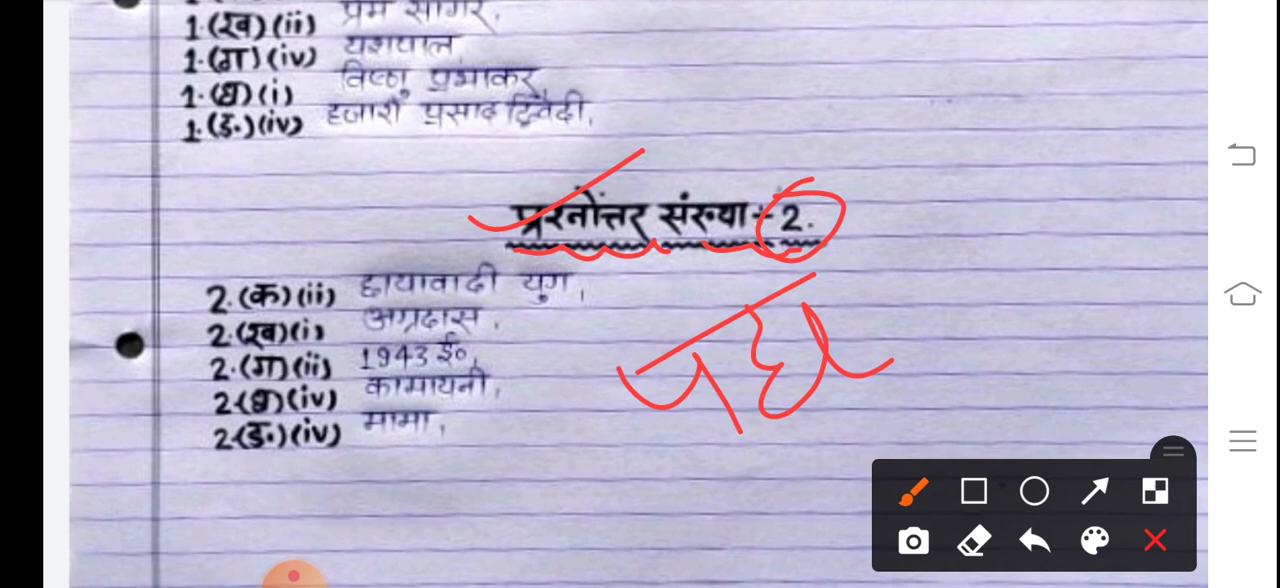 1.(ख)(ii) प्रेम सागर,
1.(ग)(iv) यशपाल
1.(घ)(i) विष्णु प्रभाकर
1.(ङ.)(iv) हजारी प्रसाद द्विवेदी,
प्रश्नोत्तर संख्या-2.
2.(क)(ii) छायावादी युग,
2.(ख)(i) अग्रदास,
2.(ग)(ii) 1943 ई०,
2(घ)(iv) कामायनी,
2(ङ.)(iv) मामा,
पद्य